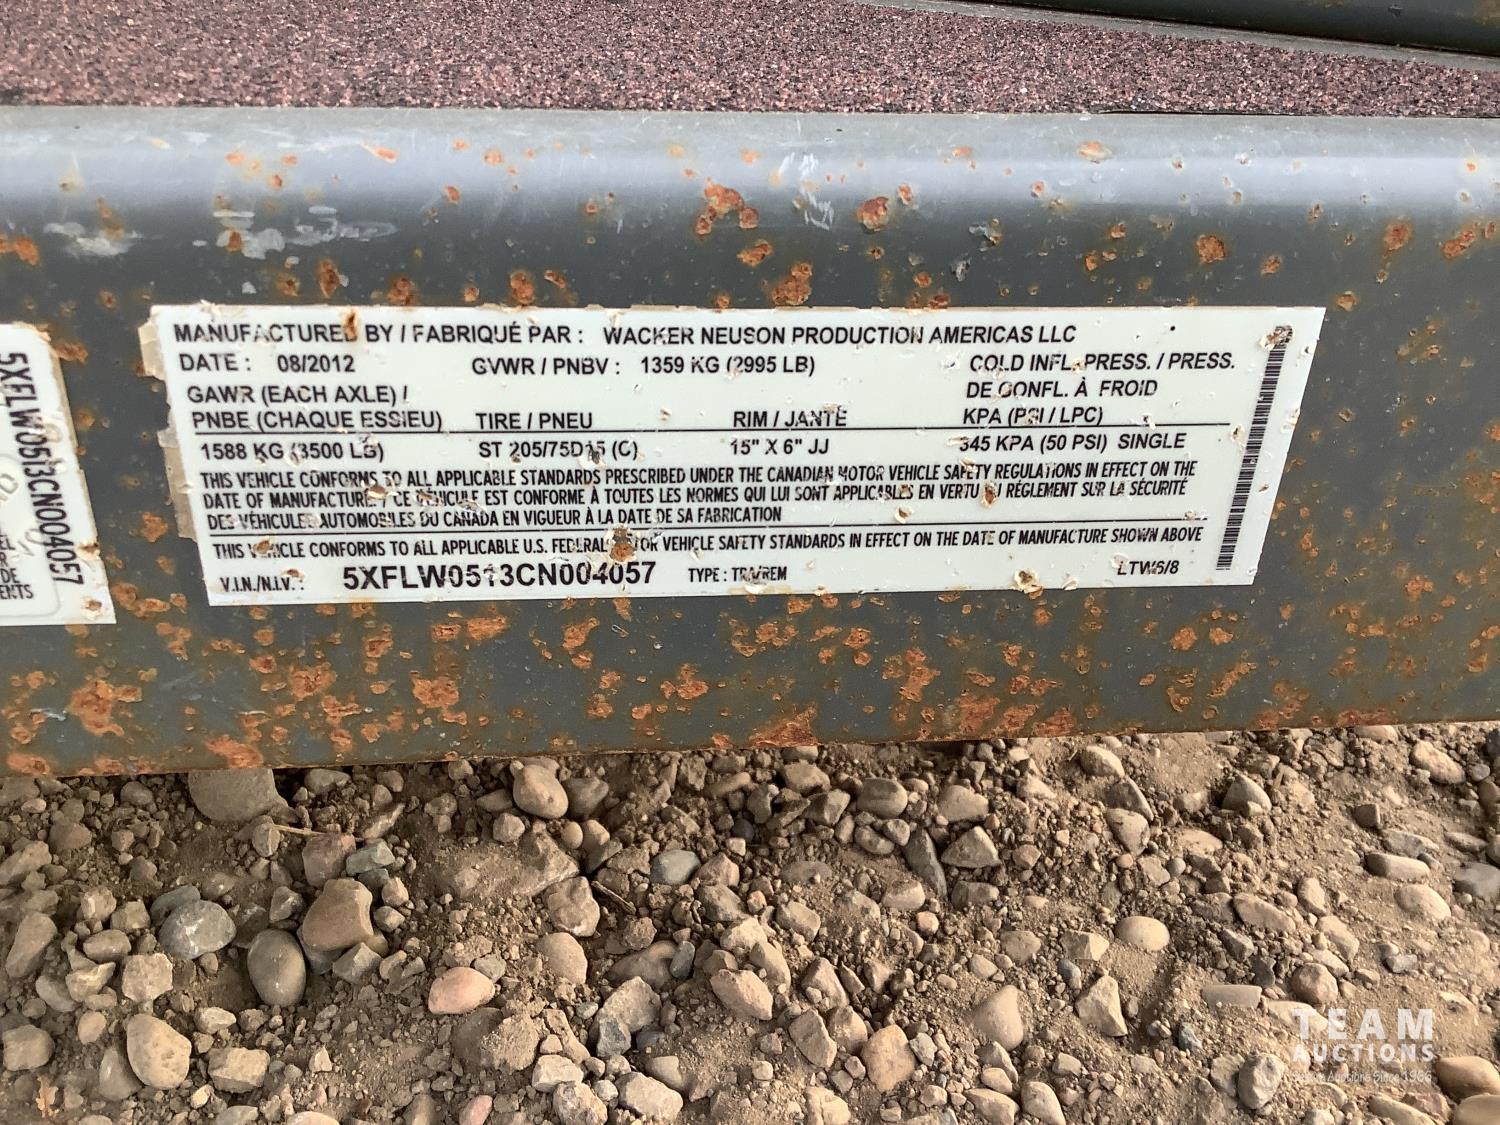 MANUFACTURED BY / FABRIQUÉ PAR : WACKER NEUSON PRODUCTION AMERICAS LLC
DATE : 08/2012 GVWR / PNBV : 1359 KG (2995 LB) COLD INFL. PRESS. / PRESS.
GAWR (EACH AXLE) / DE GONFL. À FROID
PNBE (CHAQUE ESSIEU) TIRE / PNEU RIM / JANTE KPA (PSI / LPC)
1588 KG (3500 LB) ST 205/75D15 (C) 15" X 6" JJ 345 KPA (50 PSI) SINGLE
THIS VEHICLE CONFORMS TO ALL APPLICABLE STANDARDS PRESCRIBED UNDER THE CANADIAN MOTOR VEHICLE SAFETY REGULATIONS IN EFFECT ON THE
DATE OF MANUFACTURE. / CE VÉHICULE EST CONFORME À TOUTES LES NORMES QUI LUI SONT APPLICABLES EN VERTU DU RÉGLEMENT SUR LA SÉCURITÉ
DES VÉHICULES AUTOMOBILES DU CANADA EN VIGUEUR À LA DATE DE SA FABRICATION
THIS VEHICLE CONFORMS TO ALL APPLICABLE U.S. FEDERAL MOTOR VEHICLE SAFETY STANDARDS IN EFFECT ON THE DATE OF MANUFACTURE SHOWN ABOVE
V.I.N./N.I.V. : 5XFLW0513CN004057 TYPE : TRA/REM LTW6/8
5XFLW0513CN004057
TEAM
AUCTIONS
Auctions Since 1966